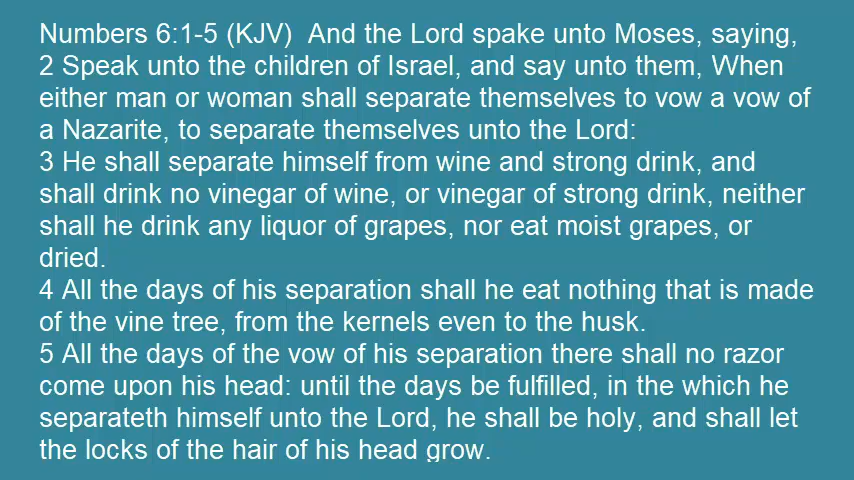 Numbers 6:1-5 (KJV)  And the Lord spake unto Moses, saying,
2 Speak unto the children of Israel, and say unto them, When
either man or woman shall separate themselves to vow a vow of
a Nazarite, to separate themselves unto the Lord:
3 He shall separate himself from wine and strong drink, and
shall drink no vinegar of wine, or vinegar of strong drink, neither
shall he drink any liquor of grapes, nor eat moist grapes, or
dried.
4 All the days of his separation shall he eat nothing that is made
of the vine tree, from the kernels even to the husk.
5 All the days of the vow of his separation there shall no razor
come upon his head: until the days be fulfilled, in the which he
separateth himself unto the Lord, he shall be holy, and shall let
the locks of the hair of his head grow.